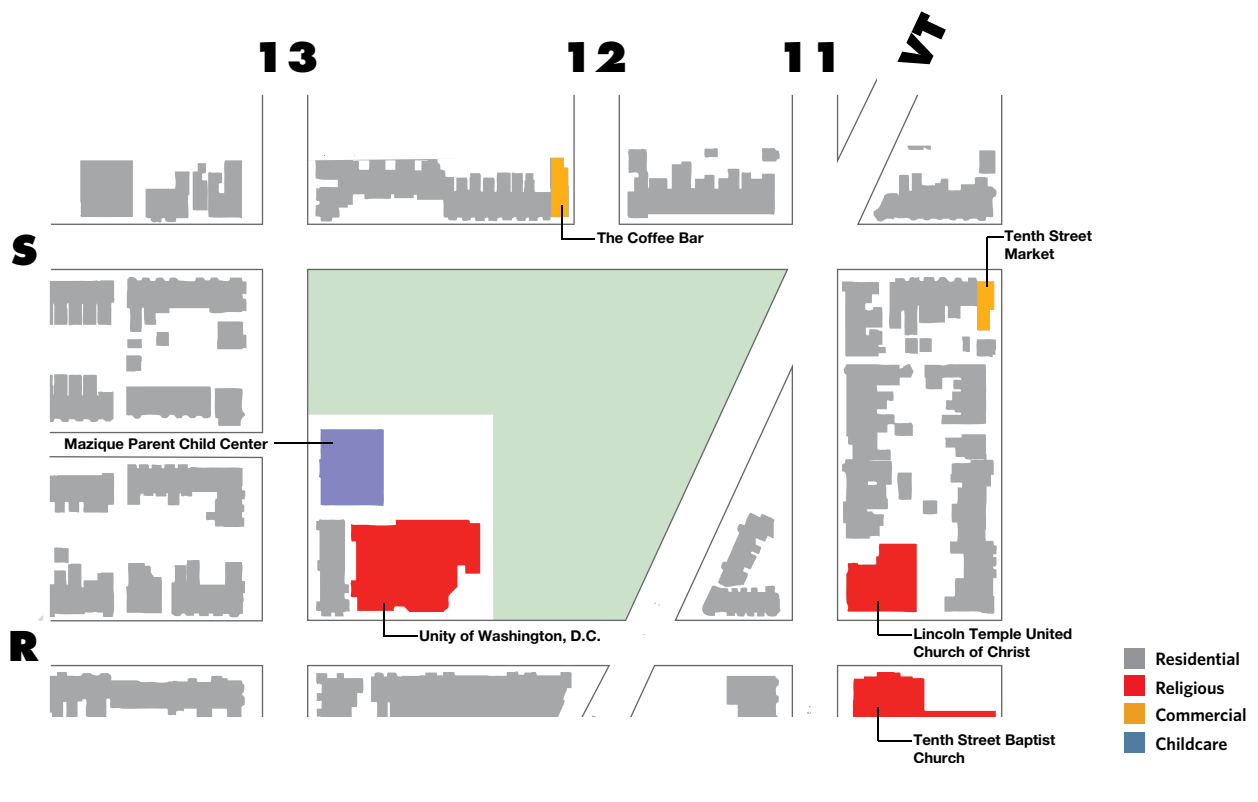 13
12
11
VT
The Coffee Bar
S
Tenth Street
Market
Mazique Parent Child Center
Unity of Washington, D.C.
Lincoln Temple United
Church of Christ
R
Residential
Religious
Commercial
Childcare
Tenth Street Baptist
Church